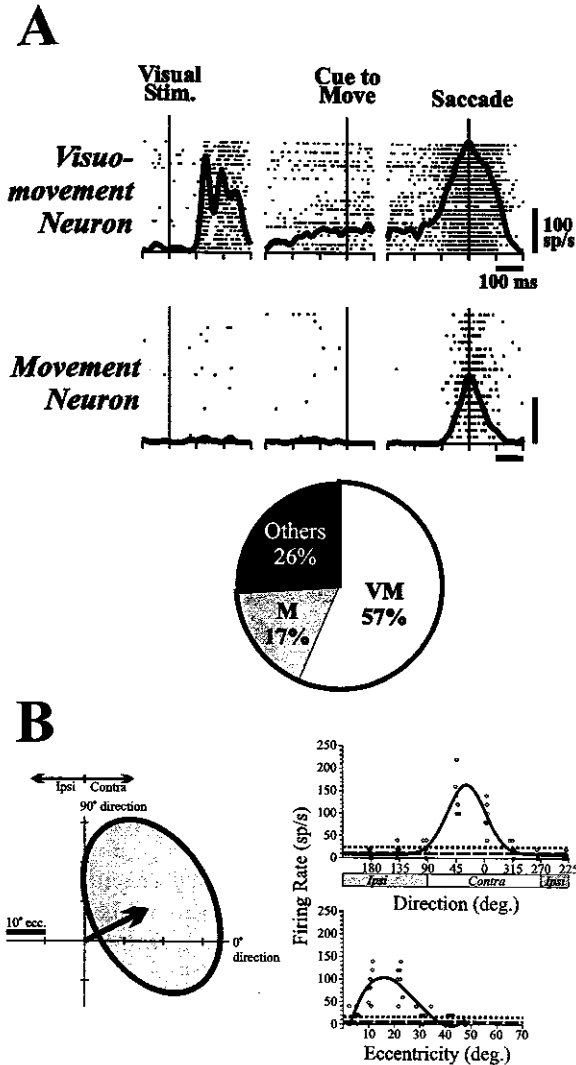 A
Visual Stim.
Cue to Move
Saccade
Visuo-
movement
Neuron
100
sp/s
100 ms
Movement
Neuron
Others
26%
VM
57%
M
17%
B
Ipsi
Contra
90° direction
10° ecc.
0°
direction
Firing Rate (sp/s)
250
200
150
100
50
0
180 135 90 45 0 315 270 225
Ipsi Contra Ipsi
Direction (deg.)
250
200
150
100
50
0
10 20 30 40 50 60 70
Eccentricity (deg.)